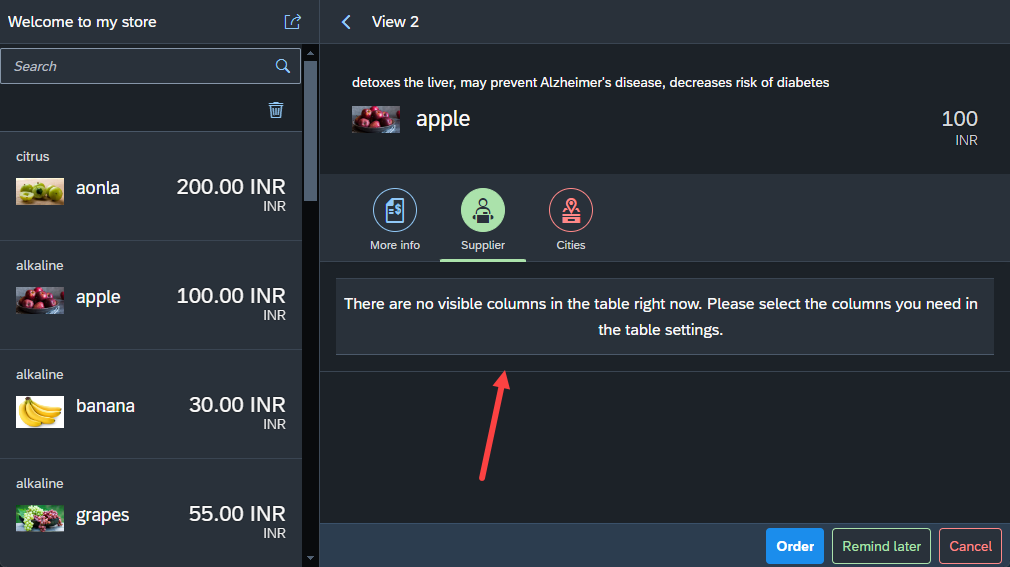 Welcome to my store
View 2
Search
citrus
aonla
200.00 INR
INR
alkaline
apple
100.00 INR
INR
alkaline
banana
30.00 INR
INR
alkaline
grapes
55.00 INR
INR
detoxes the liver, may prevent Alzheimer's disease, decreases risk of diabetes
apple
100
INR
More info
Supplier
Cities
There are no visible columns in the table right now. Please select the columns you need in
the table settings.
Order
Remind later
Cancel